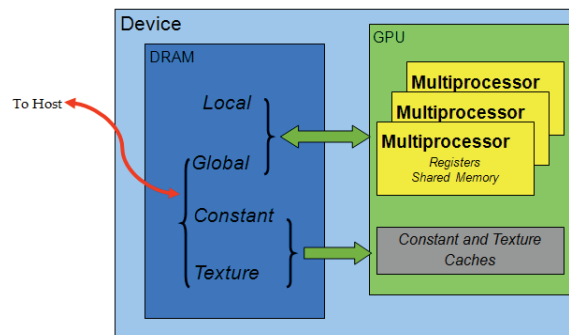 Device
DRAM
GPU
To Host
Local
Global
Constant
Texture
Multiprocessor
Multiprocessor
Multiprocessor
Registers
Shared Memory
Constant and Texture
Caches